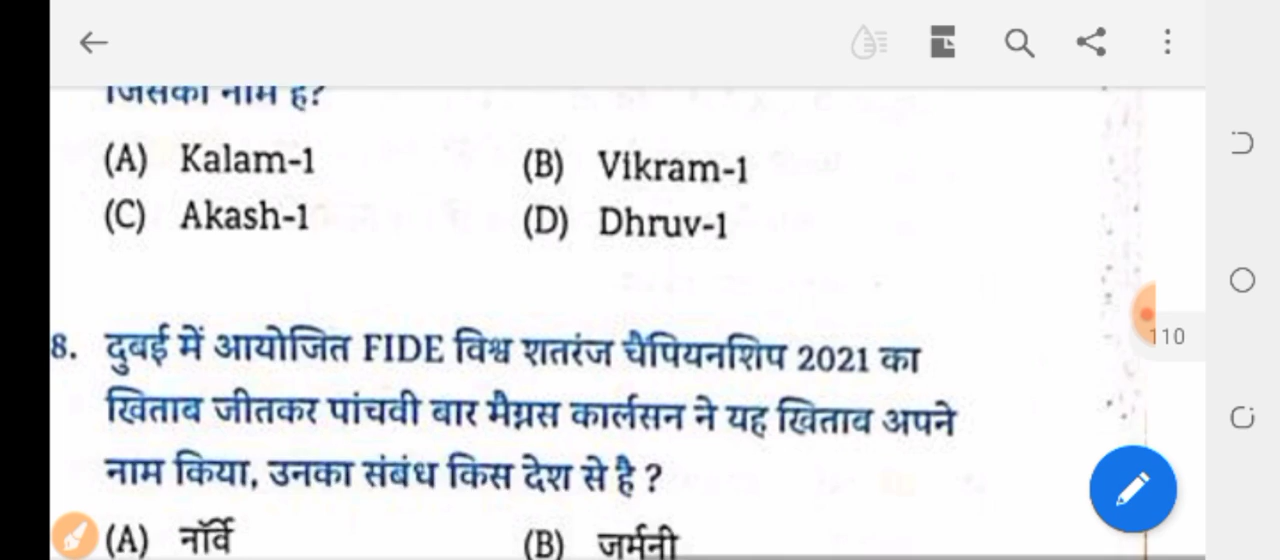 जिसका नाम है?
(A) Kalam-1 (B) Vikram-1
(C) Akash-1 (D) Dhruv-1
8. दुबई में आयोजित FIDE विश्व शतरंज चैपियनशिप 2021 का
खिताब जीतकर पांचवी बार मैग्नस कार्लसन ने यह खिताब अपने
नाम किया, उनका संबंध किस देश से है ?
110
(A) नॉर्वे (B) जर्मनी